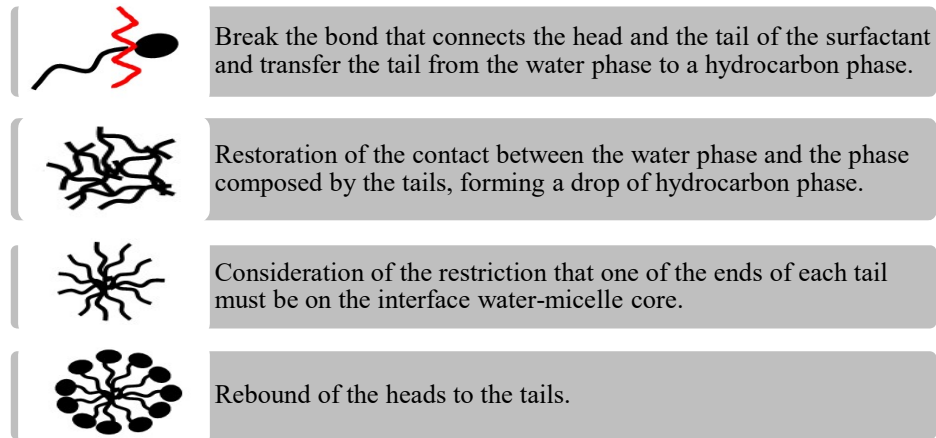 Break the bond that connects the head and the tail of the surfactant
and transfer the tail from the water phase to a hydrocarbon phase.
Restoration of the contact between the water phase and the phase
composed by the tails, forming a drop of hydrocarbon phase.
Consideration of the restriction that one of the ends of each tail
must be on the interface water-micelle core.
Rebound of the heads to the tails.